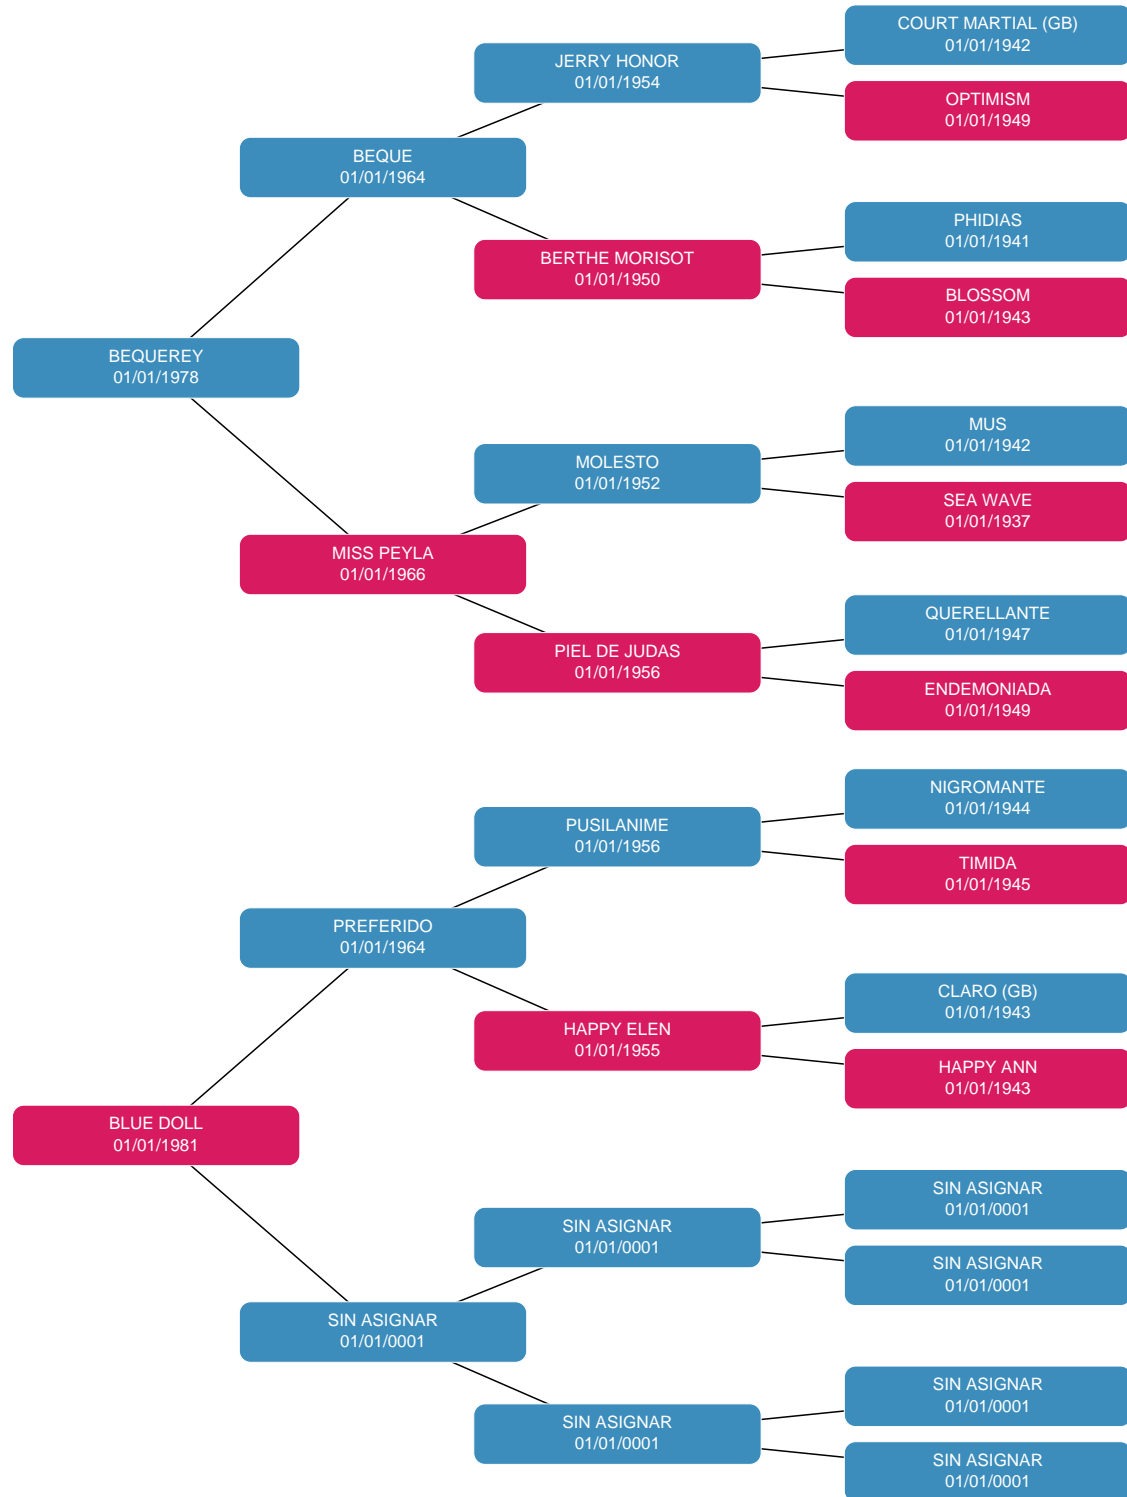 COURT MARTIAL (GB)
01/01/1942
JERRY HONOR
01/01/1954
OPTIMISM
01/01/1949
BEQUE
01/01/1964
PHIDIAS
01/01/1941
BERTHE MORISOT
01/01/1950
BLOSSOM
01/01/1943
BEQUEREY
01/01/1978
MUS
01/01/1942
MOLESTO
01/01/1952
SEA WAVE
01/01/1937
MISS PEYLA
01/01/1966
QUERELLANTE
01/01/1947
PIEL DE JUDAS
01/01/1956
ENDEMONIADA
01/01/1949
NIGROMANTE
01/01/1944
PUSILANIME
01/01/1956
TIMIDA
01/01/1945
PREFERIDO
01/01/1964
CLARO (GB)
01/01/1943
HAPPY ELEN
01/01/1955
HAPPY ANN
01/01/1943
BLUE DOLL
01/01/1981
SIN ASIGNAR
01/01/0001
SIN ASIGNAR
01/01/0001
SIN ASIGNAR
01/01/0001
SIN ASIGNAR
01/01/0001
SIN ASIGNAR
01/01/0001
SIN ASIGNAR
01/01/0001
SIN ASIGNAR
01/01/0001